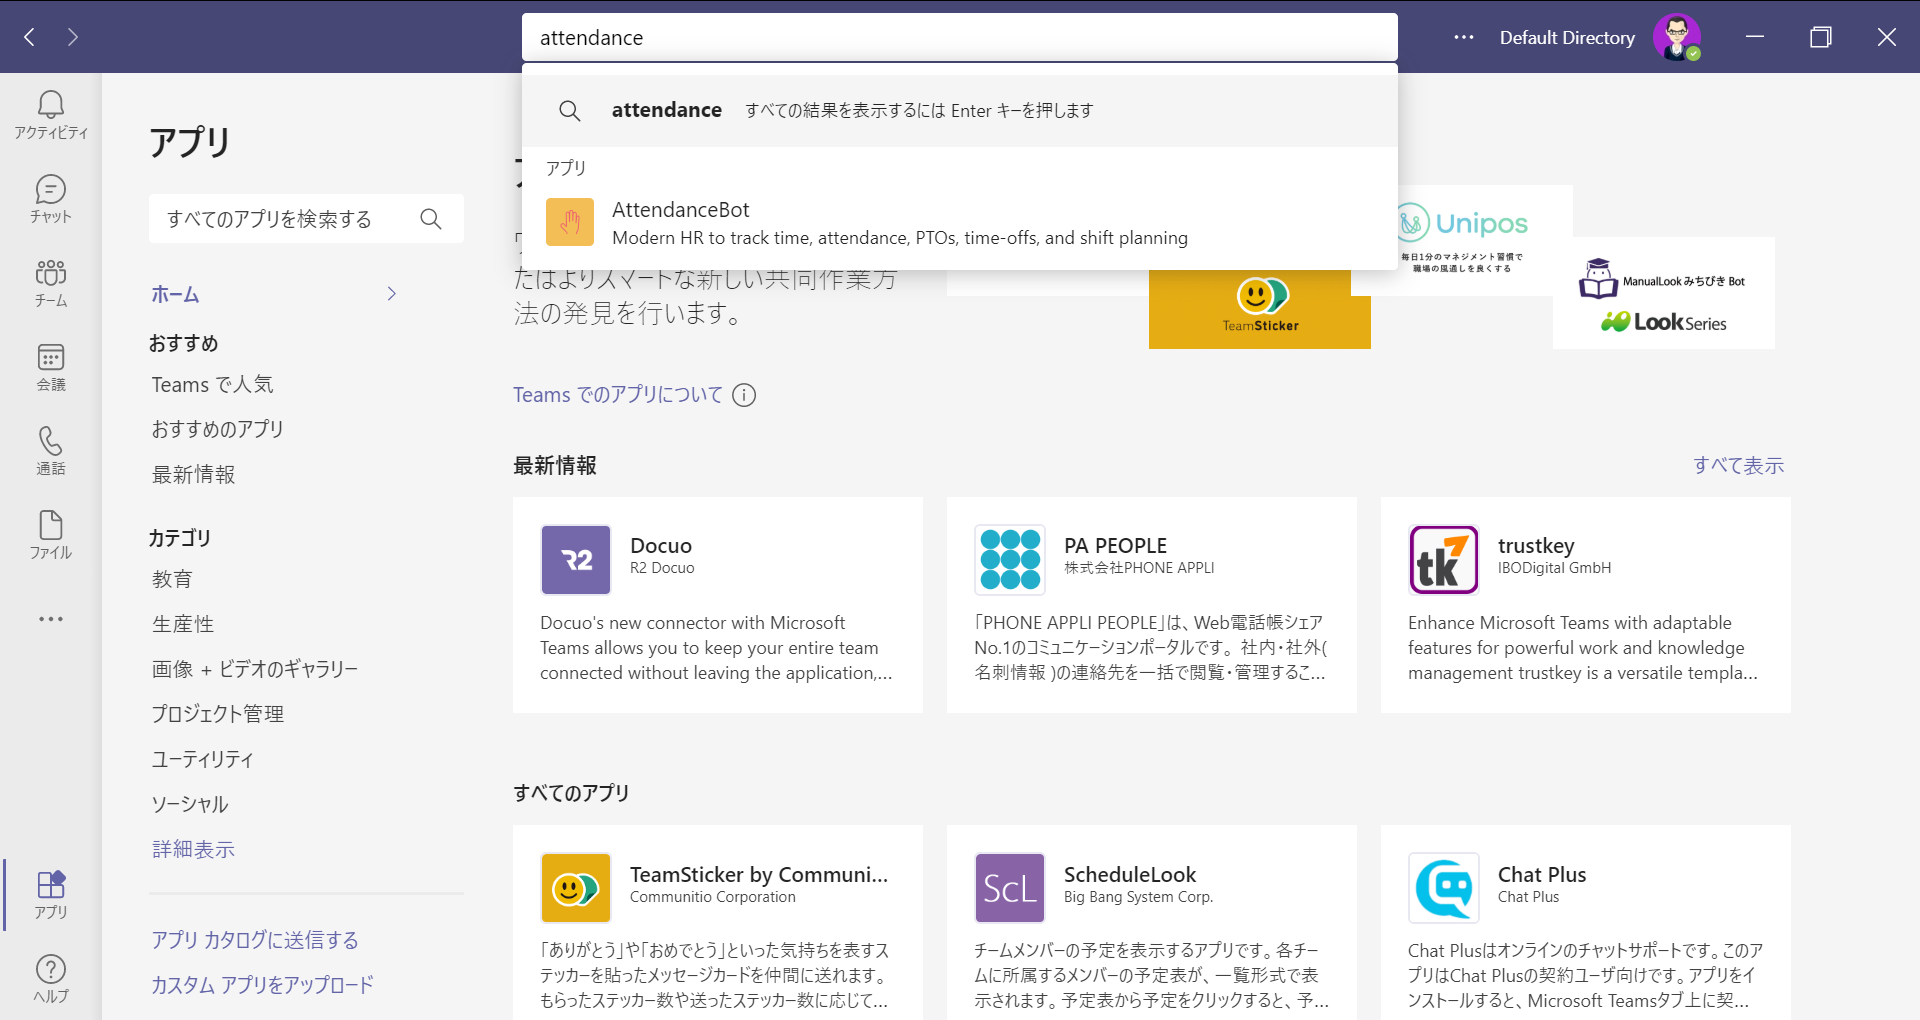 attendance
Default Directory
attendance すべての結果を表示するには Enter キーを押します
アプリ
AttendanceBot
Modern HR to track time, attendance, PTOs, time-offs, and shift planning
アクティビティ
チャット
チーム
会議
通話
ファイル
アプリ
ヘルプ
アプリ
すべてのアプリを検索する
ホーム
おすすめ
Teams で人気
おすすめのアプリ
最新情報
カテゴリ
教育
生産性
画像 + ビデオのギャラリー
プロジェクト管理
ユーティリティ
ソーシャル
詳細表示
アプリ カタログに送信する
カスタム アプリをアップロード
たはよりスマートな新しい共同作業方
法の発見を行います。
Teams でのアプリについて
TeamSticker
Unipos
毎日1分のマネジメント習慣で
職場の風通しを良くする
ManualLook みちびき Bot
LookSeries
最新情報
すべて表示
R2
Docuo
R2 Docuo
Docuo's new connector with Microsoft
Teams allows you to keep your entire team
connected without leaving the application,...
PA PEOPLE
株式会社PHONE APPLI
「PHONE APPLI PEOPLE」は、Web電話帳シェア
No.1のコミュニケーションポータルです。 社内・社外(
名刺情報 )の連絡先を一括で閲覧・管理するこ...
tk
trustkey
IBODigital GmbH
Enhance Microsoft Teams with adaptable
features for powerful work and knowledge
management trustkey is a versatile templa...
すべてのアプリ
TeamSticker by Communi...
Communitio Corporation
「ありがとう」や「おめでとう」といった気持ちを表すス
テッカーを貼ったメッセージカードを仲間に送れます。
もらったステッカー数や送ったステッカー数に応じて...
ScL
ScheduleLook
Big Bang System Corp.
チームメンバーの予定を表示するアプリです。各チー
ムに所属するメンバーの予定表が、一覧形式で表
示されます。予定表から予定をクリックすると、予...
Chat Plus
Chat Plus
Chat Plusはオンラインのチャットサポートです。このア
プリはChat Plusの契約ユーザ向けです。アプリをイ
ンストールすると、Microsoft Teamsタブ上に契...